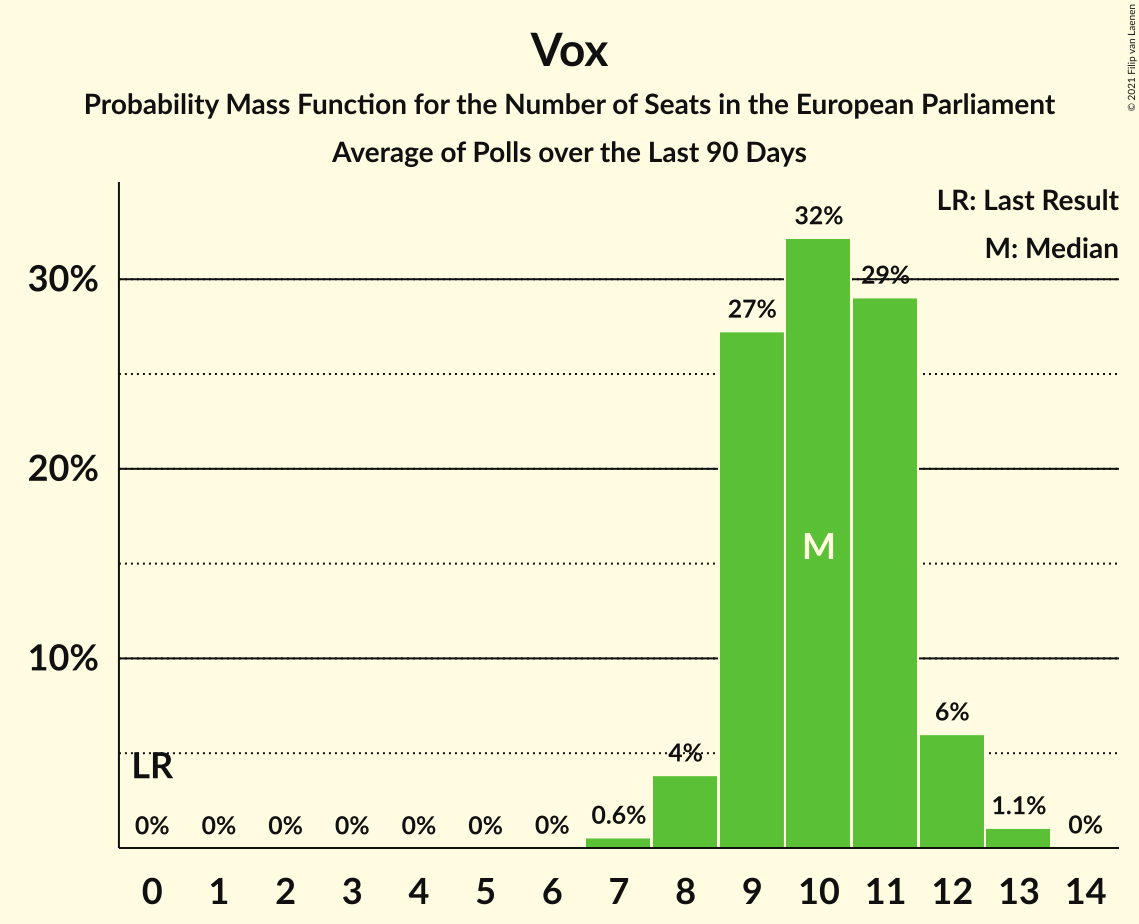 Vox
Probability Mass Function for the Number of Seats in the European Parliament
Average of Polls over the Last 90 Days
© 2021 Filip van Laenen
LR: Last Result
M: Median
30%
20%
10%
LR
0% 0% 0% 0% 0% 0% 0% 0.6% 4% 27% 32% 29% 6% 1.1% 0%
M
0 1 2 3 4 5 6 7 8 9 10 11 12 13 14